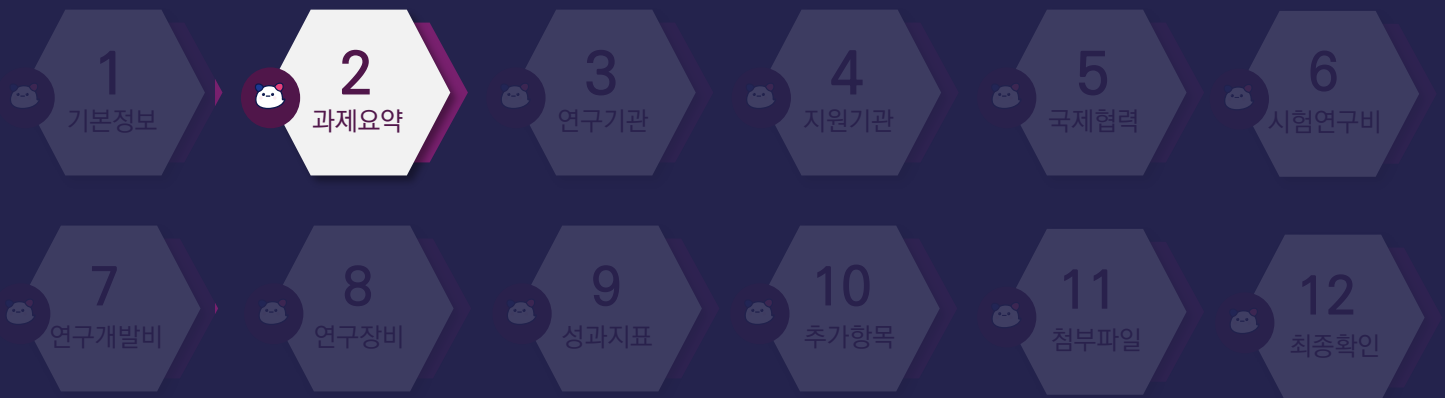 1
기본정보
2
과제요약
3
연구기관
4
지원기관
5
국제협력
6
시험연구비
7
연구개발비
8
연구장비
9
성과지표
10
추가항목
11
첨부파일
12
최종확인